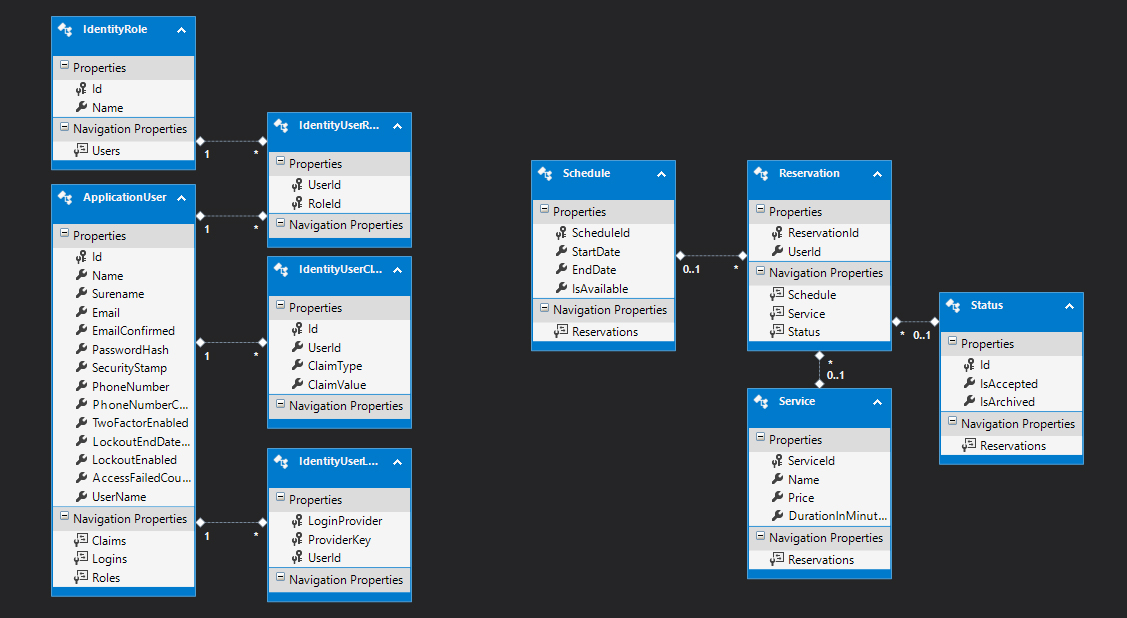 IdentityRole
Properties
Id
Name
Navigation Properties
Users
1
*
ApplicationUser
Properties
Id
Name
Surename
Email
EmailConfirmed
PasswordHash
SecurityStamp
PhoneNumber
PhoneNumberC...
TwoFactorEnabled
LockoutEndDate...
LockoutEnabled
AccessFailedCou...
UserName
Navigation Properties
Claims
Logins
Roles
1
*
1
*
1
*
IdentityUserR...
Properties
UserId
RoleId
Navigation Properties
IdentityUserCl...
Properties
Id
UserId
ClaimType
ClaimValue
Navigation Properties
IdentityUserL...
Properties
LoginProvider
ProviderKey
UserId
Navigation Properties
Schedule
Properties
ScheduleId
StartDate
EndDate
IsAvailable
Navigation Properties
Reservations
0..1
*
Reservation
Properties
ReservationId
UserId
Navigation Properties
Schedule
Service
Status
*
0..1
*
0..1
Service
Properties
ServiceId
Name
Price
DurationInMinut...
Navigation Properties
Reservations
Status
Properties
Id
IsAccepted
IsArchived
Navigation Properties
Reservations